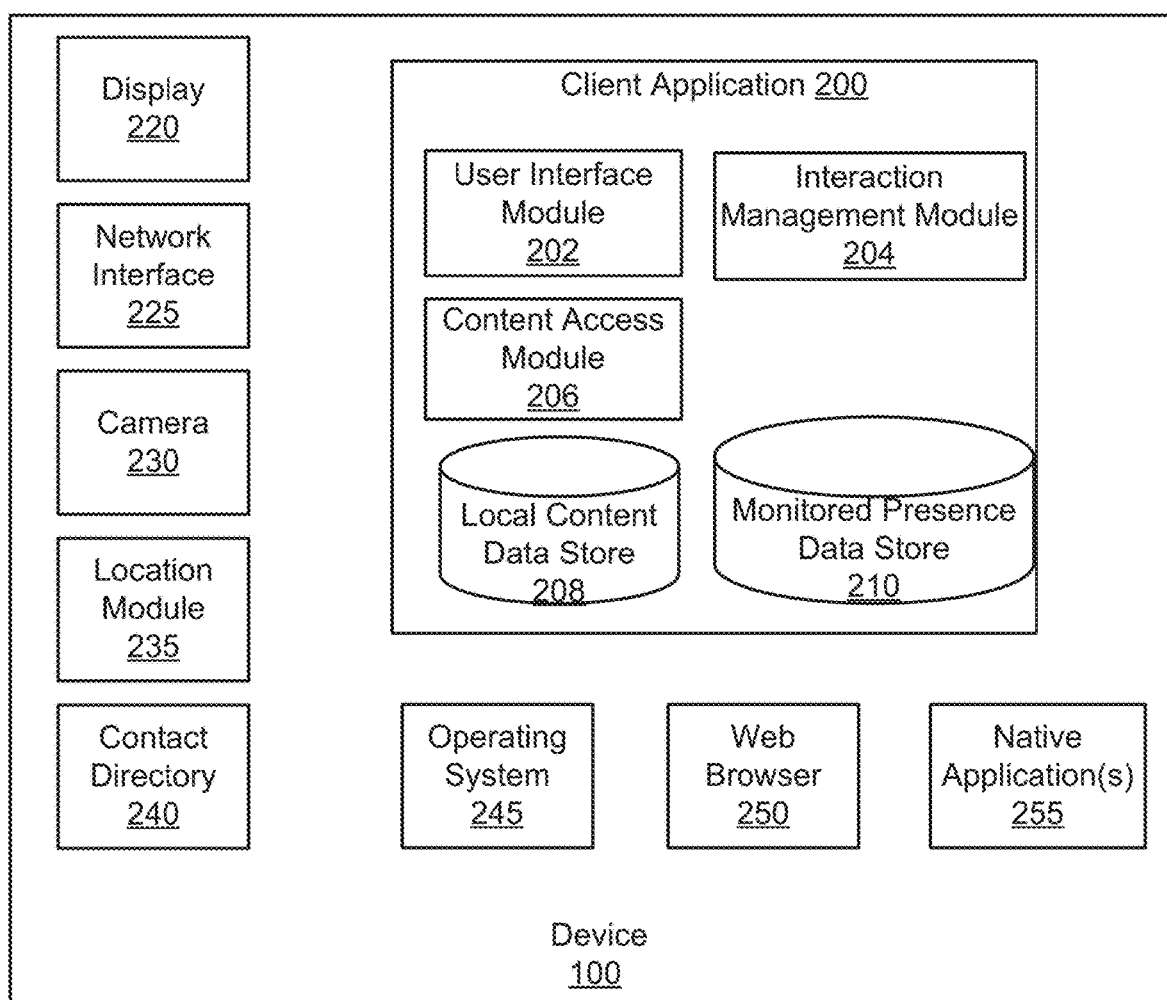 Display
220
Network
Interface
225
Camera
230
Location
Module
235
Contact
Directory
240
Client Application 200
User Interface
Module
202
Interaction
Management Module
204
Content Access
Module
206
Local Content
Data Store
208
Monitored Presence
Data Store
210
Operating
System
245
Web
Browser
250
Native
Application(s)
255
Device
100